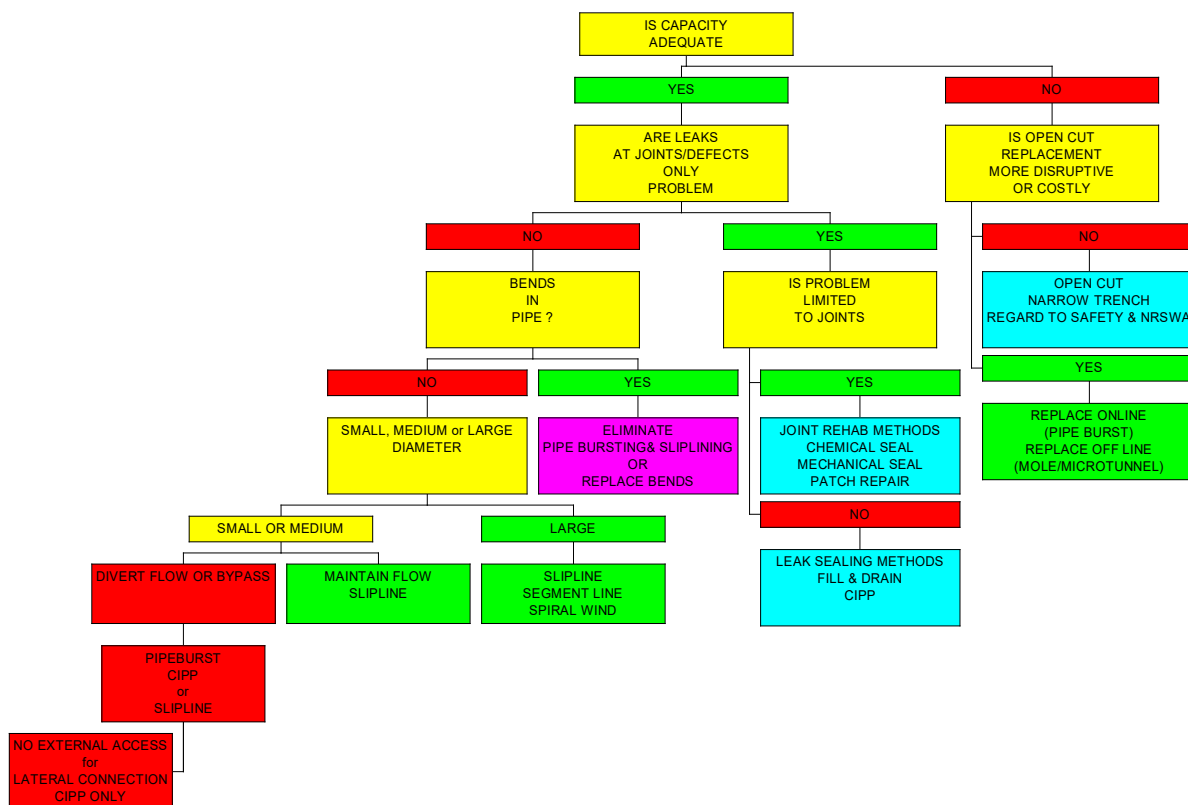 IS CAPACITY
ADEQUATE
YES
NO
ARE LEAKS
AT JOINTS/DEFECTS
ONLY
PROBLEM
IS OPEN CUT
REPLACEMENT
MORE DISRUPTIVE
OR COSTLY
NO
YES
NO
BENDS
IN
PIPE ?
IS PROBLEM
LIMITED
TO JOINTS
OPEN CUT
NARROW TRENCH
REGARD TO SAFETY & NRSWA
YES
NO
YES
YES
SMALL, MEDIUM or LARGE
DIAMETER
ELIMINATE
PIPE BURSTING& SLIPLINING
OR
REPLACE BENDS
JOINT REHAB METHODS
CHEMICAL SEAL
MECHANICAL SEAL
PATCH REPAIR
REPLACE ONLINE
(PIPE BURST)
REPLACE OFF LINE
(MOLE/MICROTUNNEL)
SMALL OR MEDIUM
LARGE
NO
DIVERT FLOW OR BYPASS
MAINTAIN FLOW
SLIPLINE
SLIPLINE
SEGMENT LINE
SPIRAL WIND
LEAK SEALING METHODS
FILL & DRAIN
CIPP
PIPEBURST
CIPP
or
SLIPLINE
NO EXTERNAL ACCESS
for
LATERAL CONNECTION
CIPP ONLY